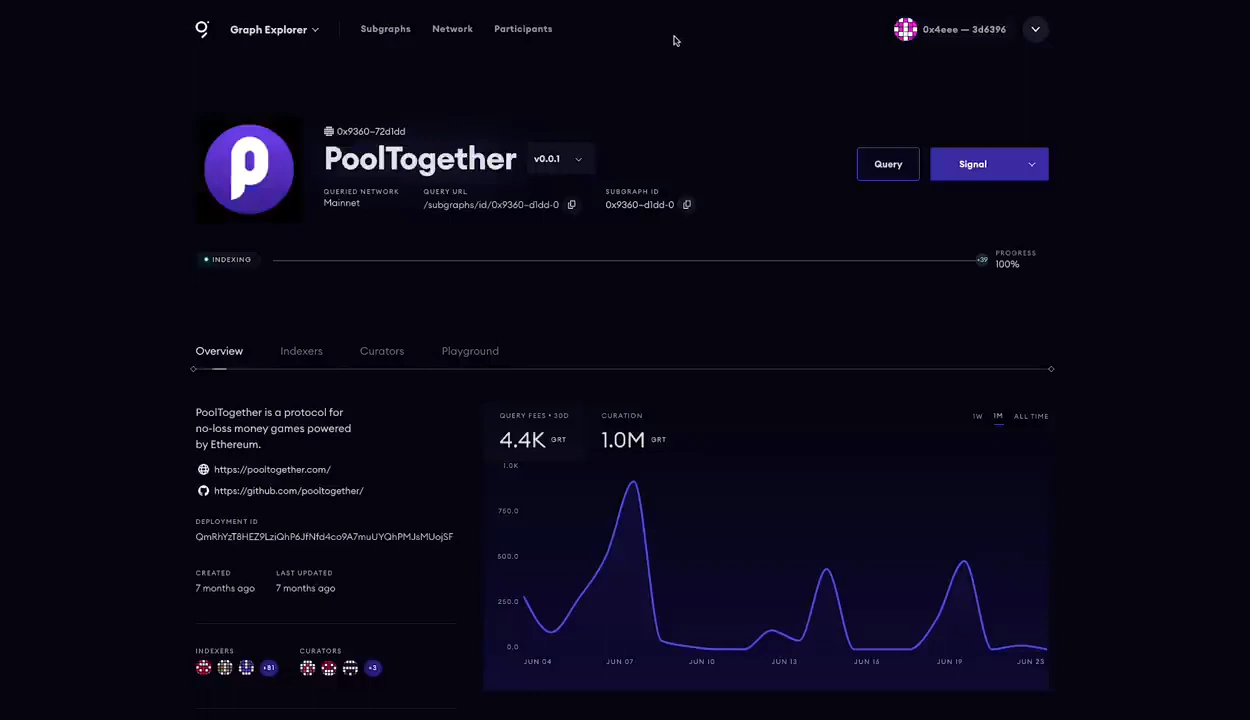 Graph Explorer Subgraphs Network Participants 0x4eee — 3d6396
0x9360-72d1dd
PoolTogether v0.0.1
Query Signal
QUERIED NETWORK QUERY URL SUBGRAPH ID
Mainnet /subgraphs/id/0x9360-d1dd-0 0x9360-d1dd-0
INDEXING +39 PROGRESS
100%
Overview Indexers Curators Playground
PoolTogether is a protocol for
no-loss money games powered
by Ethereum.
https://pooltogether.com/
https://github.com/pooltogether/
DEPLOYMENT ID
QmRhYzT8HEZ9LziQhP6JfNfd4co9A7muUYQhPMJsMUojSF
CREATED LAST UPDATED
7 months ago 7 months ago
INDEXERS CURATORS
+81 +3
QUERY FEES • 30D CURATION 1W 1M ALL TIME
4.4K GRT 1.0M GRT
1.0K
750.0
500.0
250.0
0.0
JUN 04 JUN 07 JUN 10 JUN 13 JUN 16 JUN 19 JUN 23